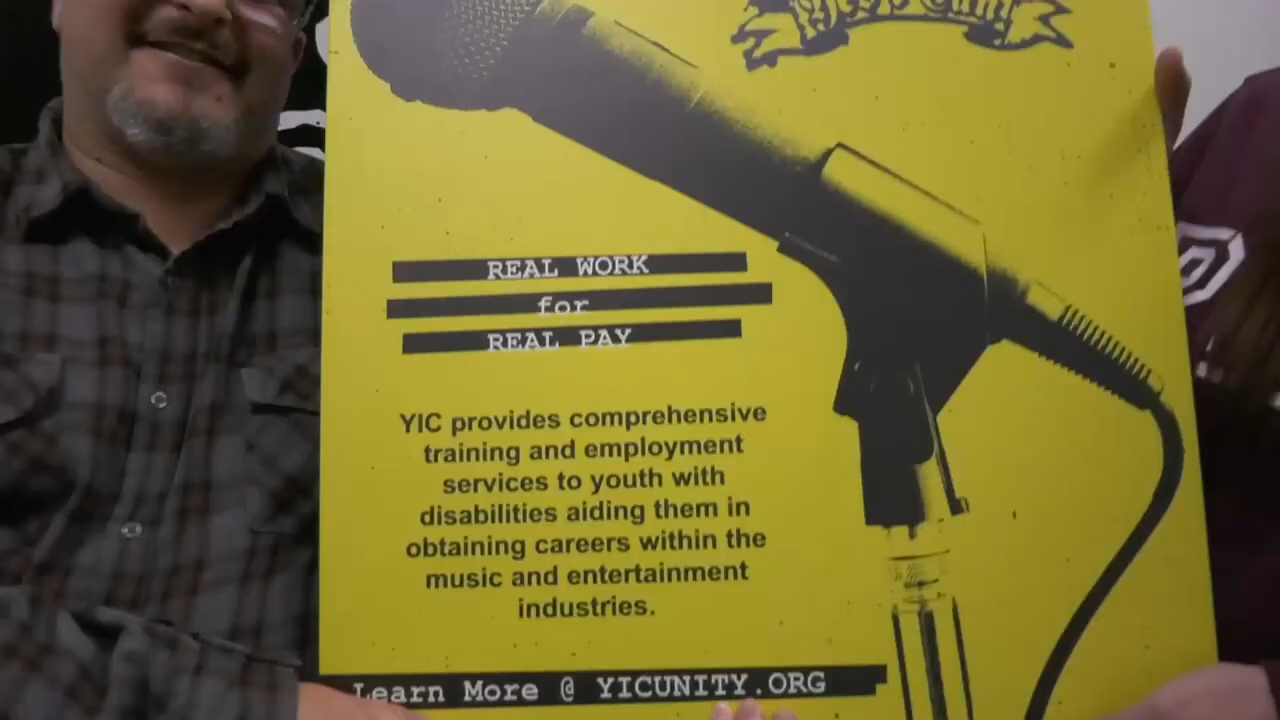 REAL WORK
for
REAL PAY
YIC provides comprehensive
training and employment
services to youth with
disabilities aiding them in
obtaining careers within the
music and entertainment
industries.
Learn More @ YICUNITY.ORG